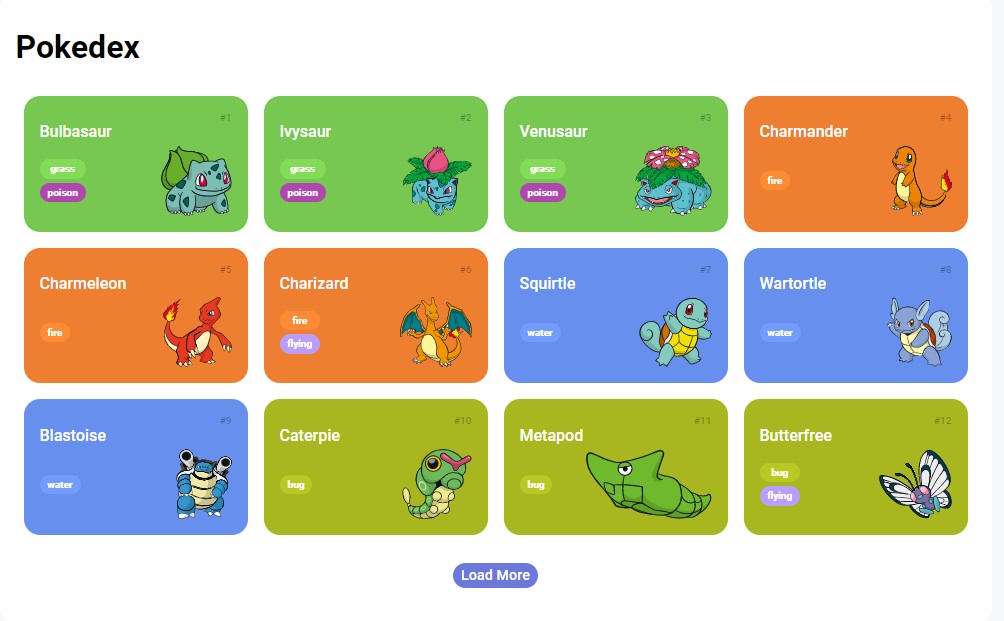 Pokedex
#1
Bulbasaur
grass
poison
#2
Ivysaur
grass
poison
#3
Venusaur
grass
poison
#4
Charmander
fire
#5
Charmeleon
fire
#6
Charizard
fire
flying
#7
Squirtle
water
#8
Wartortle
water
#9
Blastoise
water
#10
Caterpie
bug
#11
Metapod
bug
#12
Butterfree
bug
flying
Load More